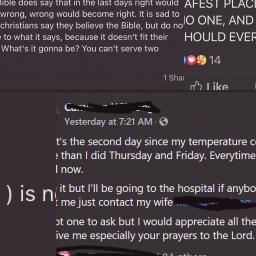 Bible does say that in the last days right would
wrong, wrong would become right. It is sad to
christians say they believe the Bible, but do no
e to what it says, because it doesn't fit their
What's it gonna be? You can't serve two
AFEST PLAC
O ONE, AND
HOULD EVER
14
1 Shar
Like
Yesterday at 7:21 AM ·
t's the second day since my temperature c
e than I did Thursday and Friday. Everytime
l now.
) is n
it but I'll be going to the hospital if anybo
t me just contact my wife
ot one to ask but I would appreciate all the
ive me especially your prayers to the Lord.
others